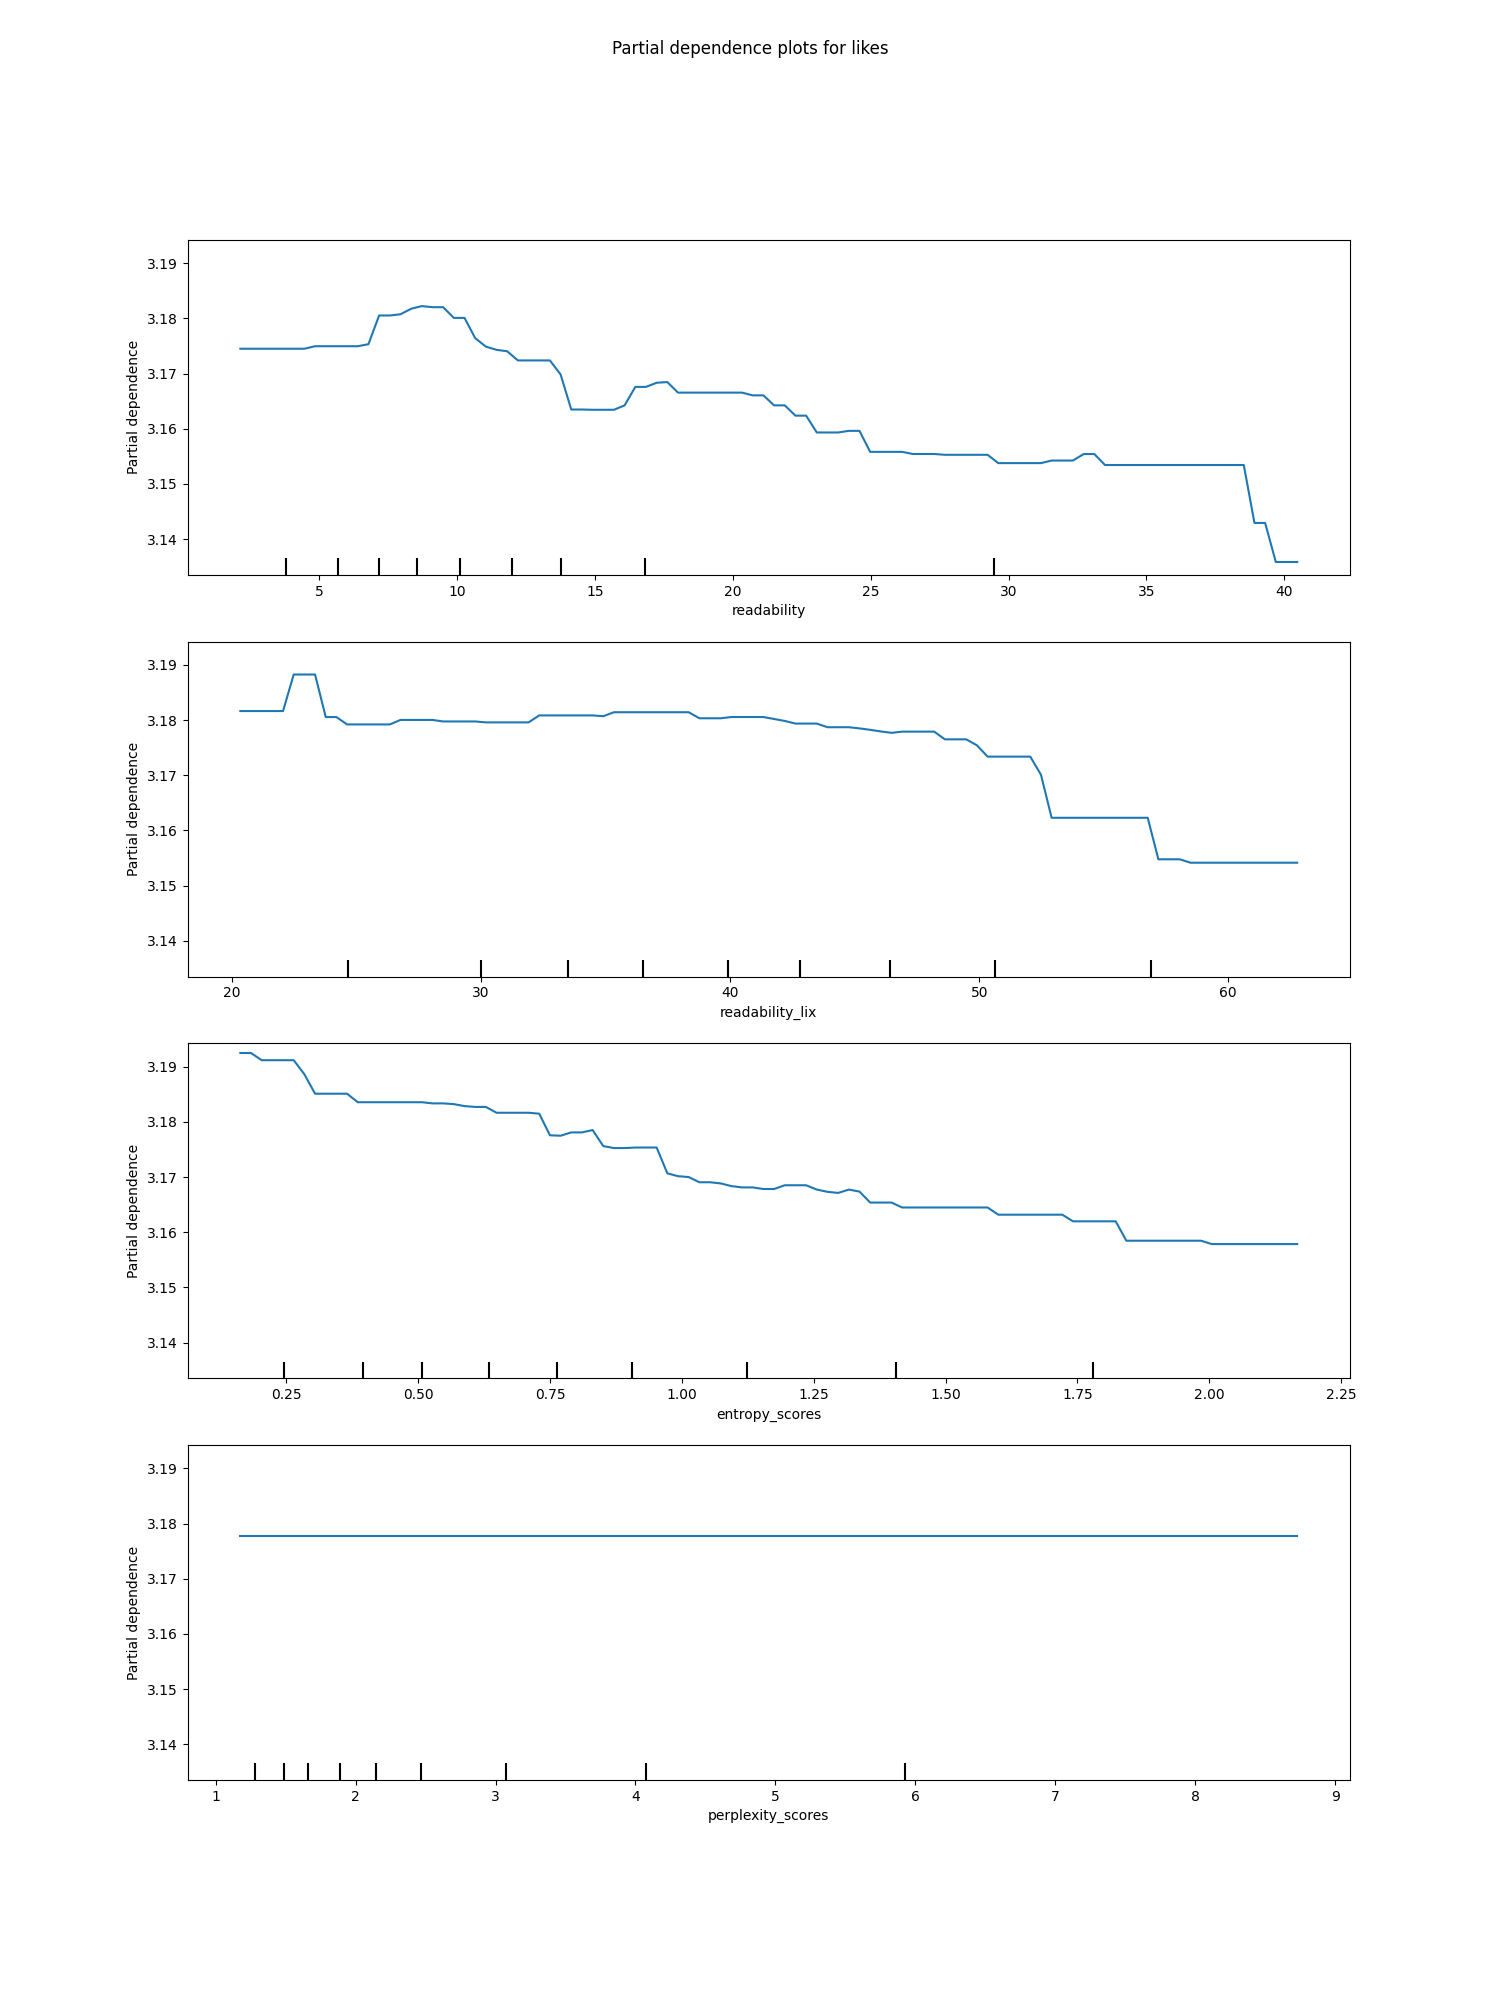 Partial dependence plots for likes
3.19
3.18
3.17
3.16
3.15
3.14
Partial dependence
5 10 15 20 25 30 35 40
readability
3.19
3.18
3.17
3.16
3.15
3.14
Partial dependence
20 30 40 50 60
readability_lix
3.19
3.18
3.17
3.16
3.15
3.14
Partial dependence
0.25 0.50 0.75 1.00 1.25 1.50 1.75 2.00 2.25
entropy_scores
3.19
3.18
3.17
3.16
3.15
3.14
Partial dependence
1 2 3 4 5 6 7 8 9
perplexity_scores